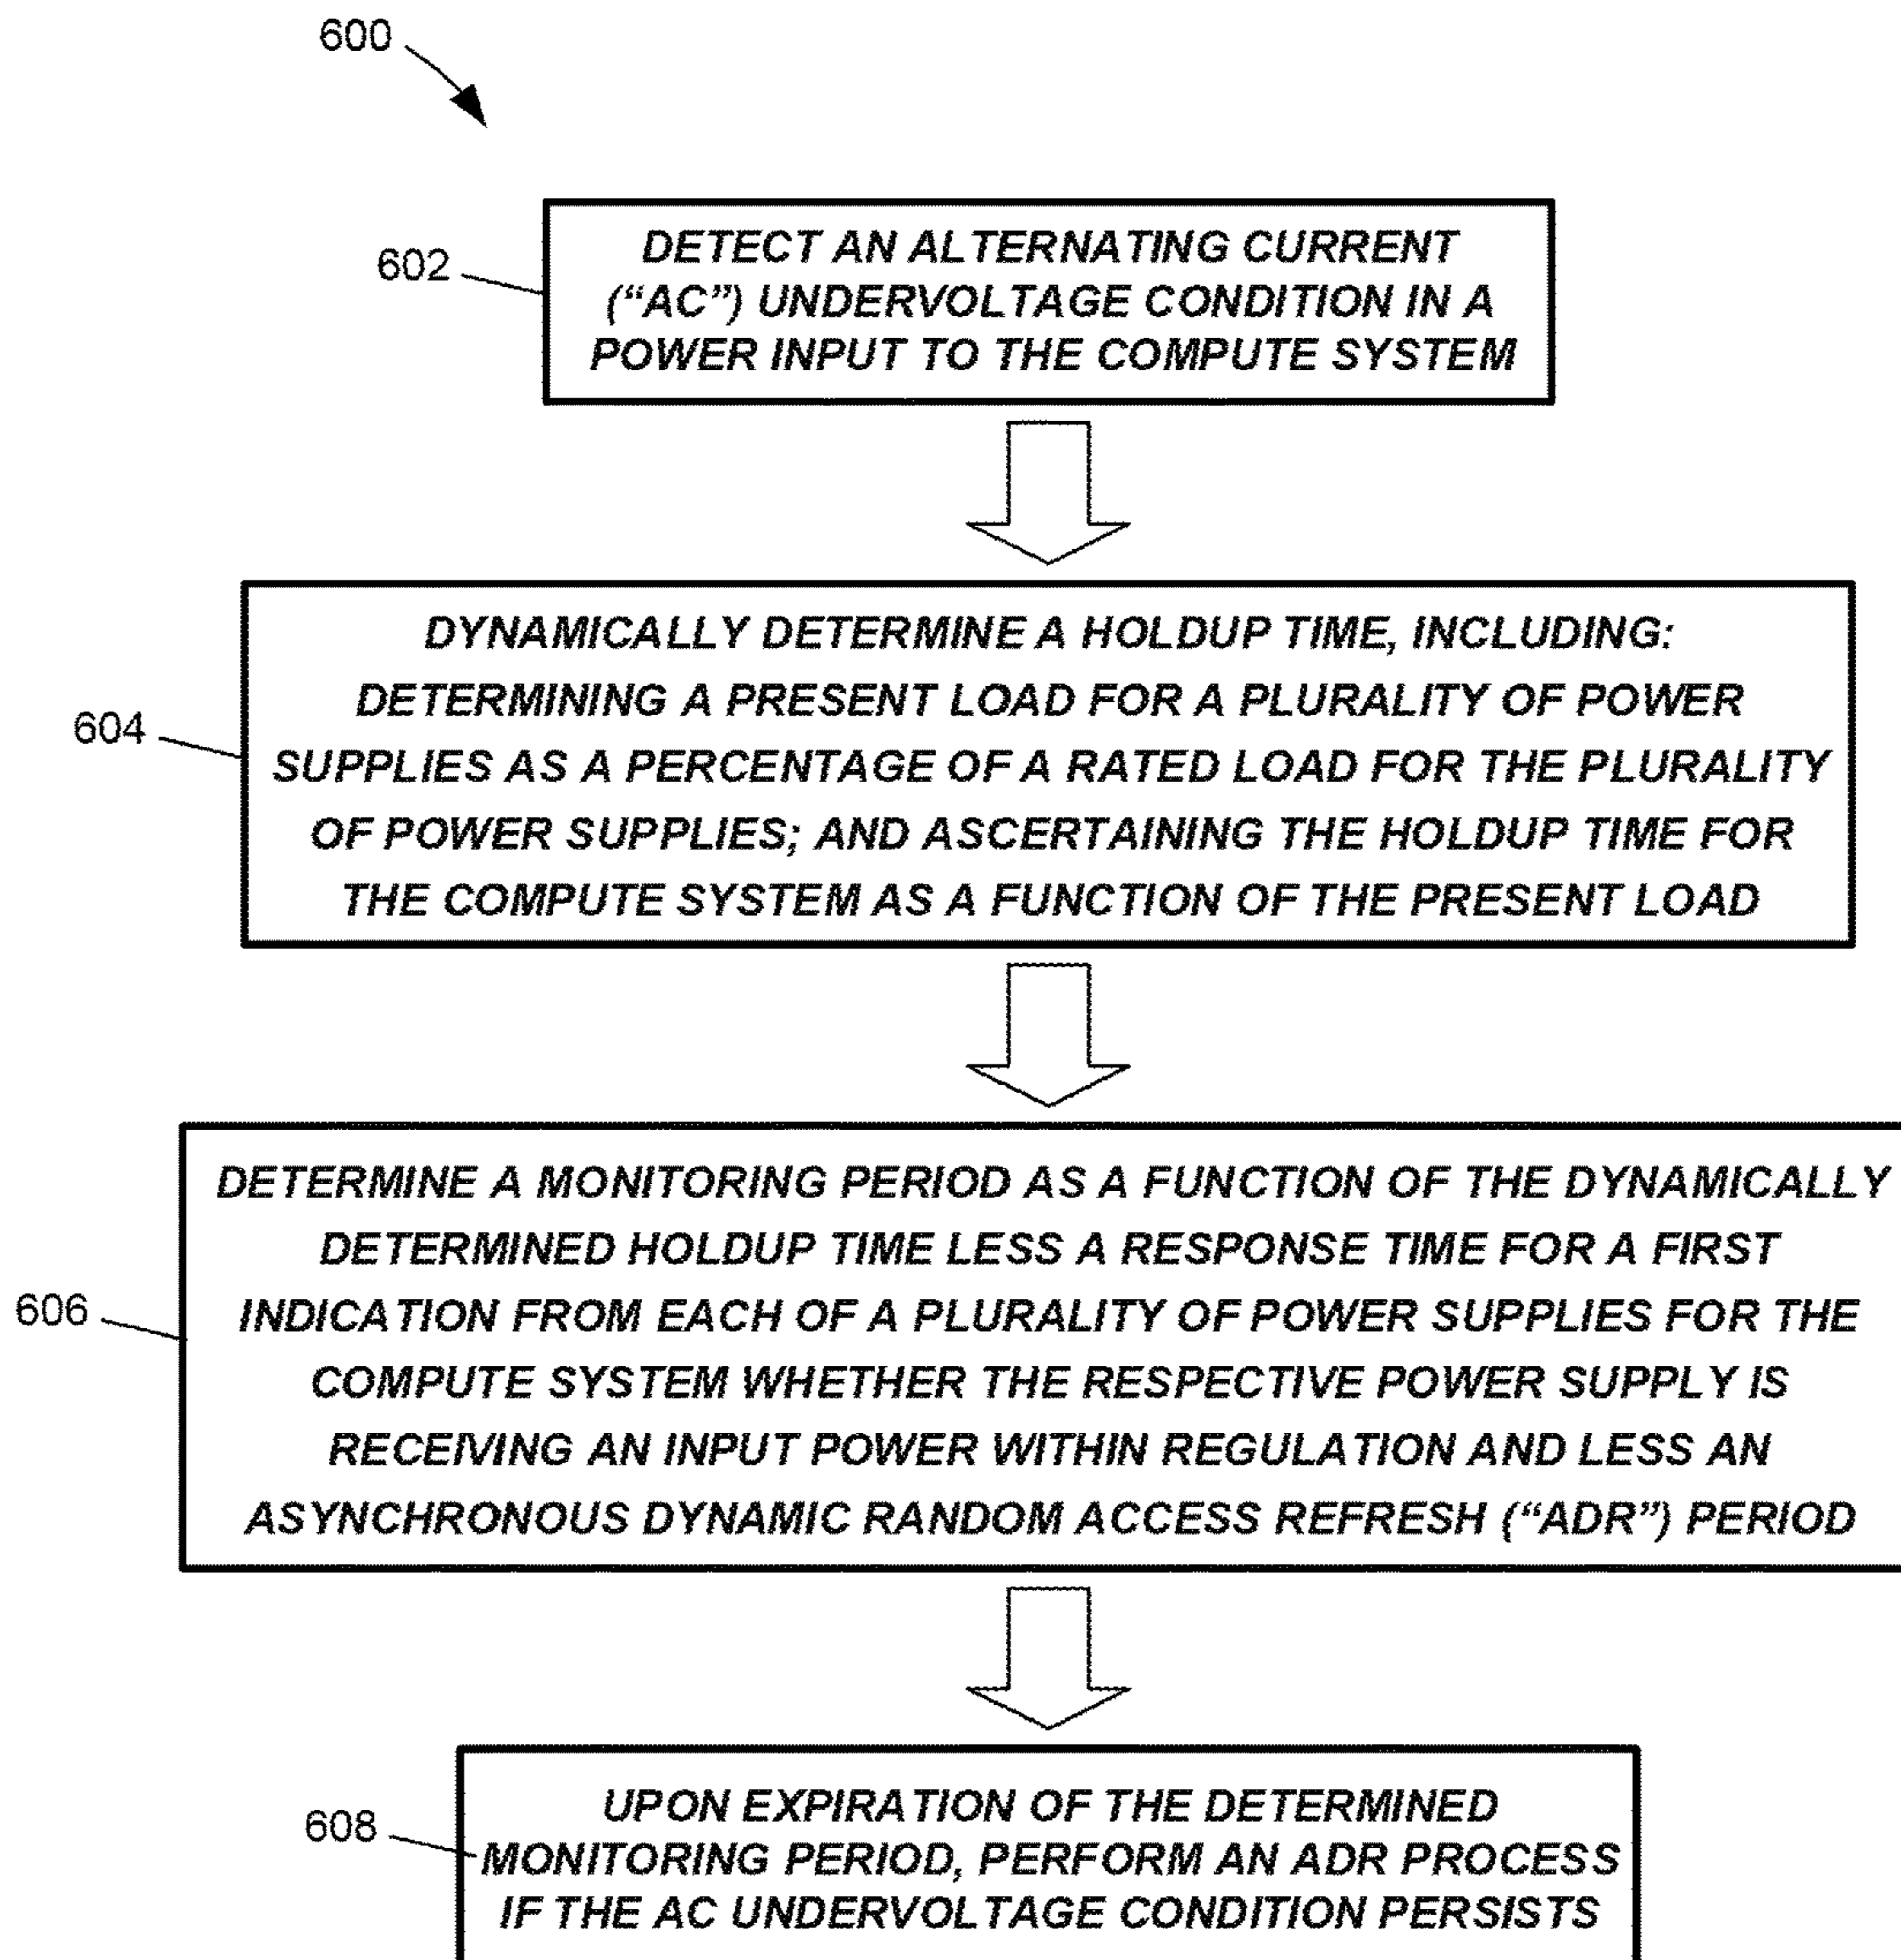 600
602
DETECT AN ALTERNATING CURRENT
(“AC”) UNDERVOLTAGE CONDITION IN A
POWER INPUT TO THE COMPUTE SYSTEM
604
DYNAMICALLY DETERMINE A HOLDUP TIME, INCLUDING:
DETERMINING A PRESENT LOAD FOR A PLURALITY OF POWER
SUPPLIES AS A PERCENTAGE OF A RATED LOAD FOR THE PLURALITY
OF POWER SUPPLIES; AND ASCERTAINING THE HOLDUP TIME FOR
THE COMPUTE SYSTEM AS A FUNCTION OF THE PRESENT LOAD
606
DETERMINE A MONITORING PERIOD AS A FUNCTION OF THE DYNAMICALLY
DETERMINED HOLDUP TIME LESS A RESPONSE TIME FOR A FIRST
INDICATION FROM EACH OF A PLURALITY OF POWER SUPPLIES FOR THE
COMPUTE SYSTEM WHETHER THE RESPECTIVE POWER SUPPLY IS
RECEIVING AN INPUT POWER WITHIN REGULATION AND LESS AN
ASYNCHRONOUS DYNAMIC RANDOM ACCESS REFRESH (“ADR”) PERIOD
608
UPON EXPIRATION OF THE DETERMINED
MONITORING PERIOD, PERFORM AN ADR PROCESS
IF THE AC UNDERVOLTAGE CONDITION PERSISTS